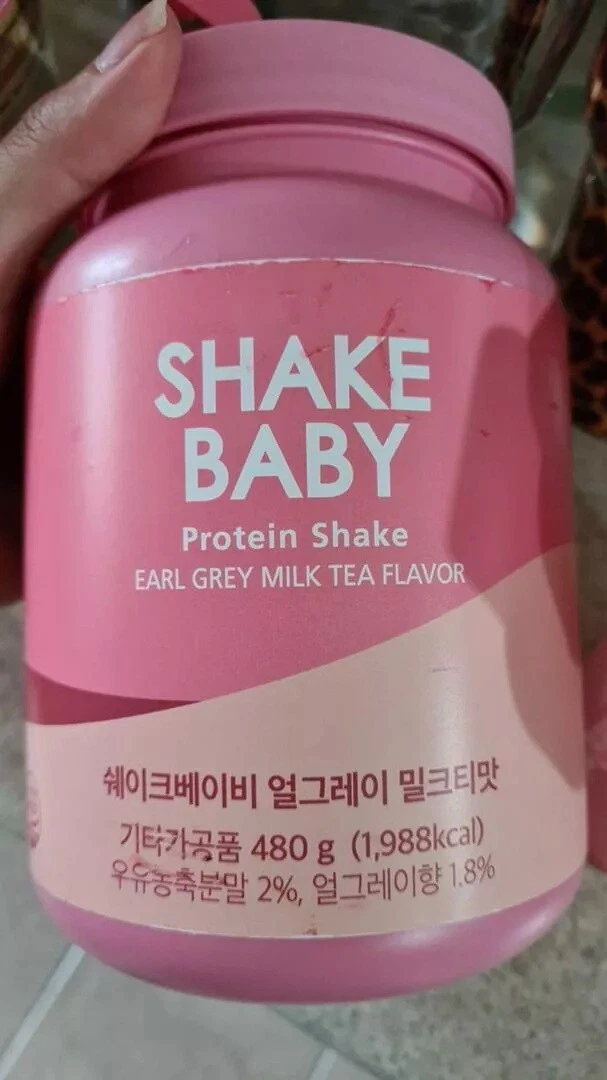 SHAKE
BABY
Protein Shake
EARL GREY MILK TEA FLAVOR
쉐이크베이비 얼그레이 밀크티맛
기타가공품 480 g (1,988kcal)
우유농축분말 2%, 얼그레이향 1.8%